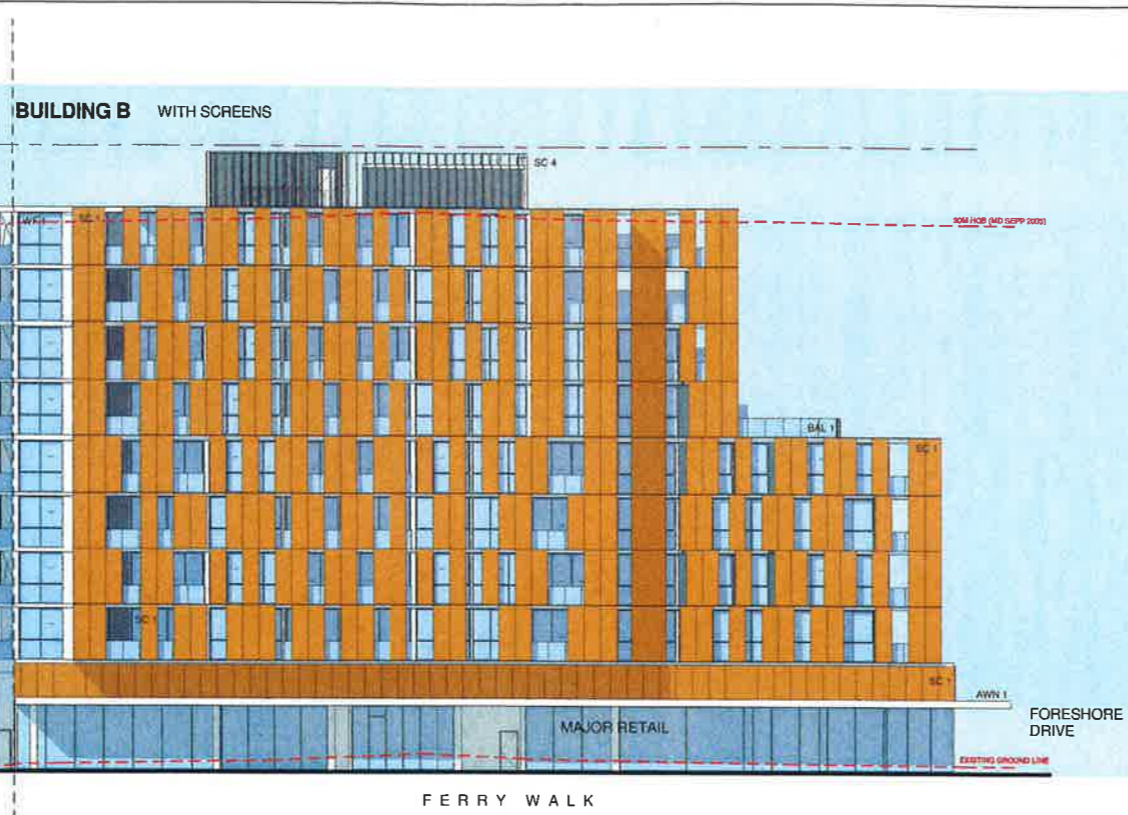 BUILDING B WITH SCREENS
SC 4
SC 1
30M HOB (MD SEPP 2005)
BAL 1
SC 1
SC 1
SC 1
AWN 1
MAJOR RETAIL
FORESHORE
DRIVE
EXISTING GROUND LINE
FERRY WALK